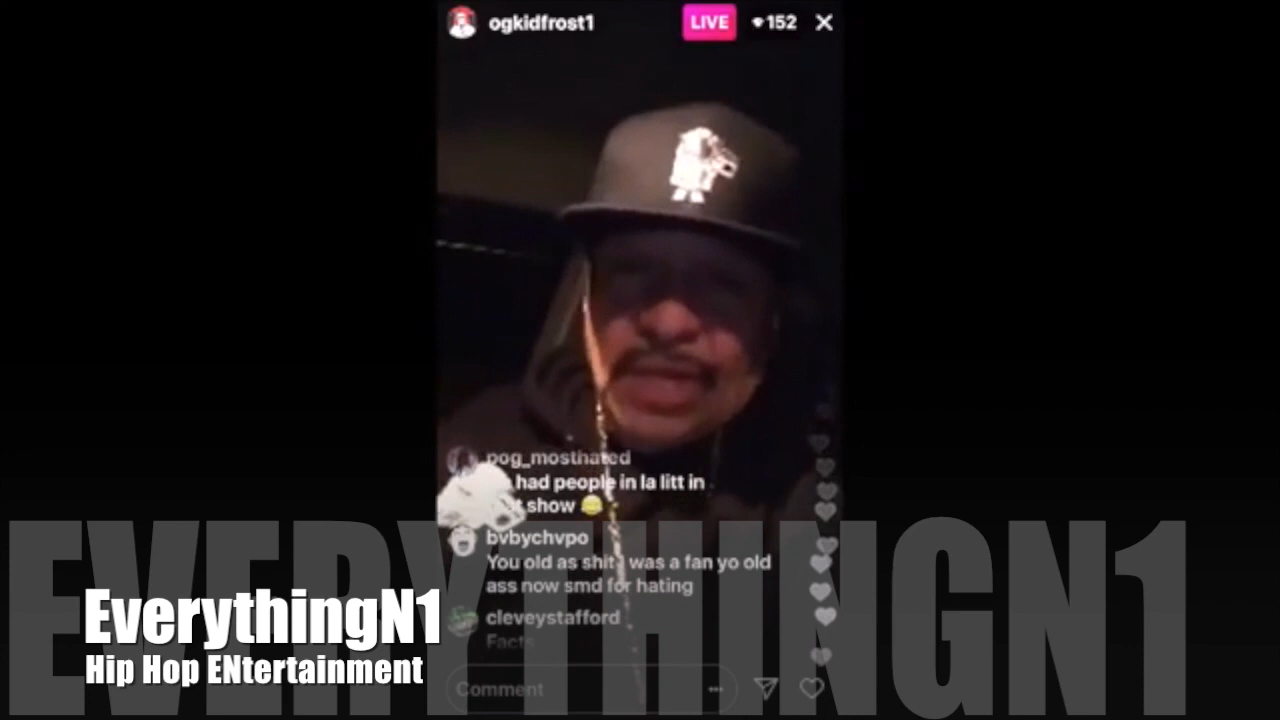 ogkidfrost1
LIVE
152
pog_mosthated
had people in la litt in
show 😂
bvbychvpo
You old as shit I was a fan yo old
ass now smd for hating
cleveystafford
Facts
Comment
EVERYTHINGN1
EverythingN1
Hip Hop ENtertainment